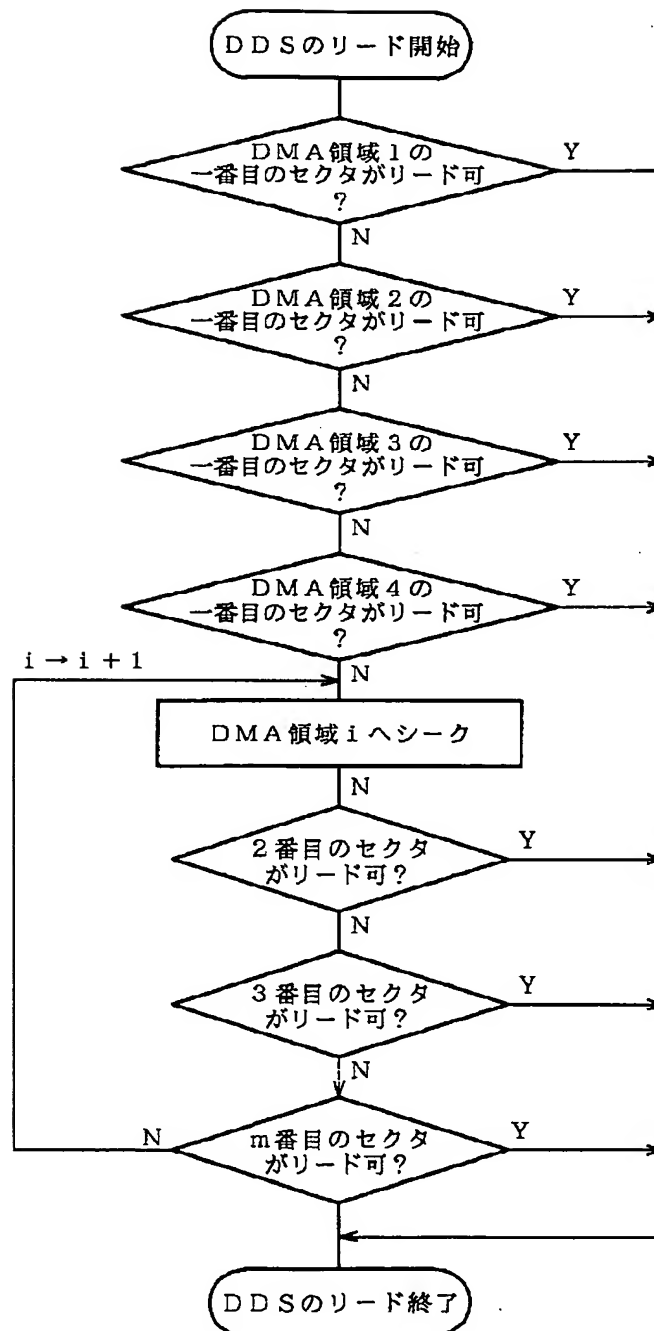 DDSのリード開始
DMA領域1の
一番目のセクタがリード可
?
Y
N
DMA領域2の
一番目のセクタがリード可
?
Y
N
DMA領域3の
一番目のセクタがリード可
?
Y
N
DMA領域4の
一番目のセクタがリード可
?
Y
N
i→i+1
DMA領域iへシーク
N
2番目のセクタ
がリード可?
Y
N
3番目のセクタ
がリード可?
Y
N
m番目のセクタ
がリード可?
N
Y
DDSのリード終了